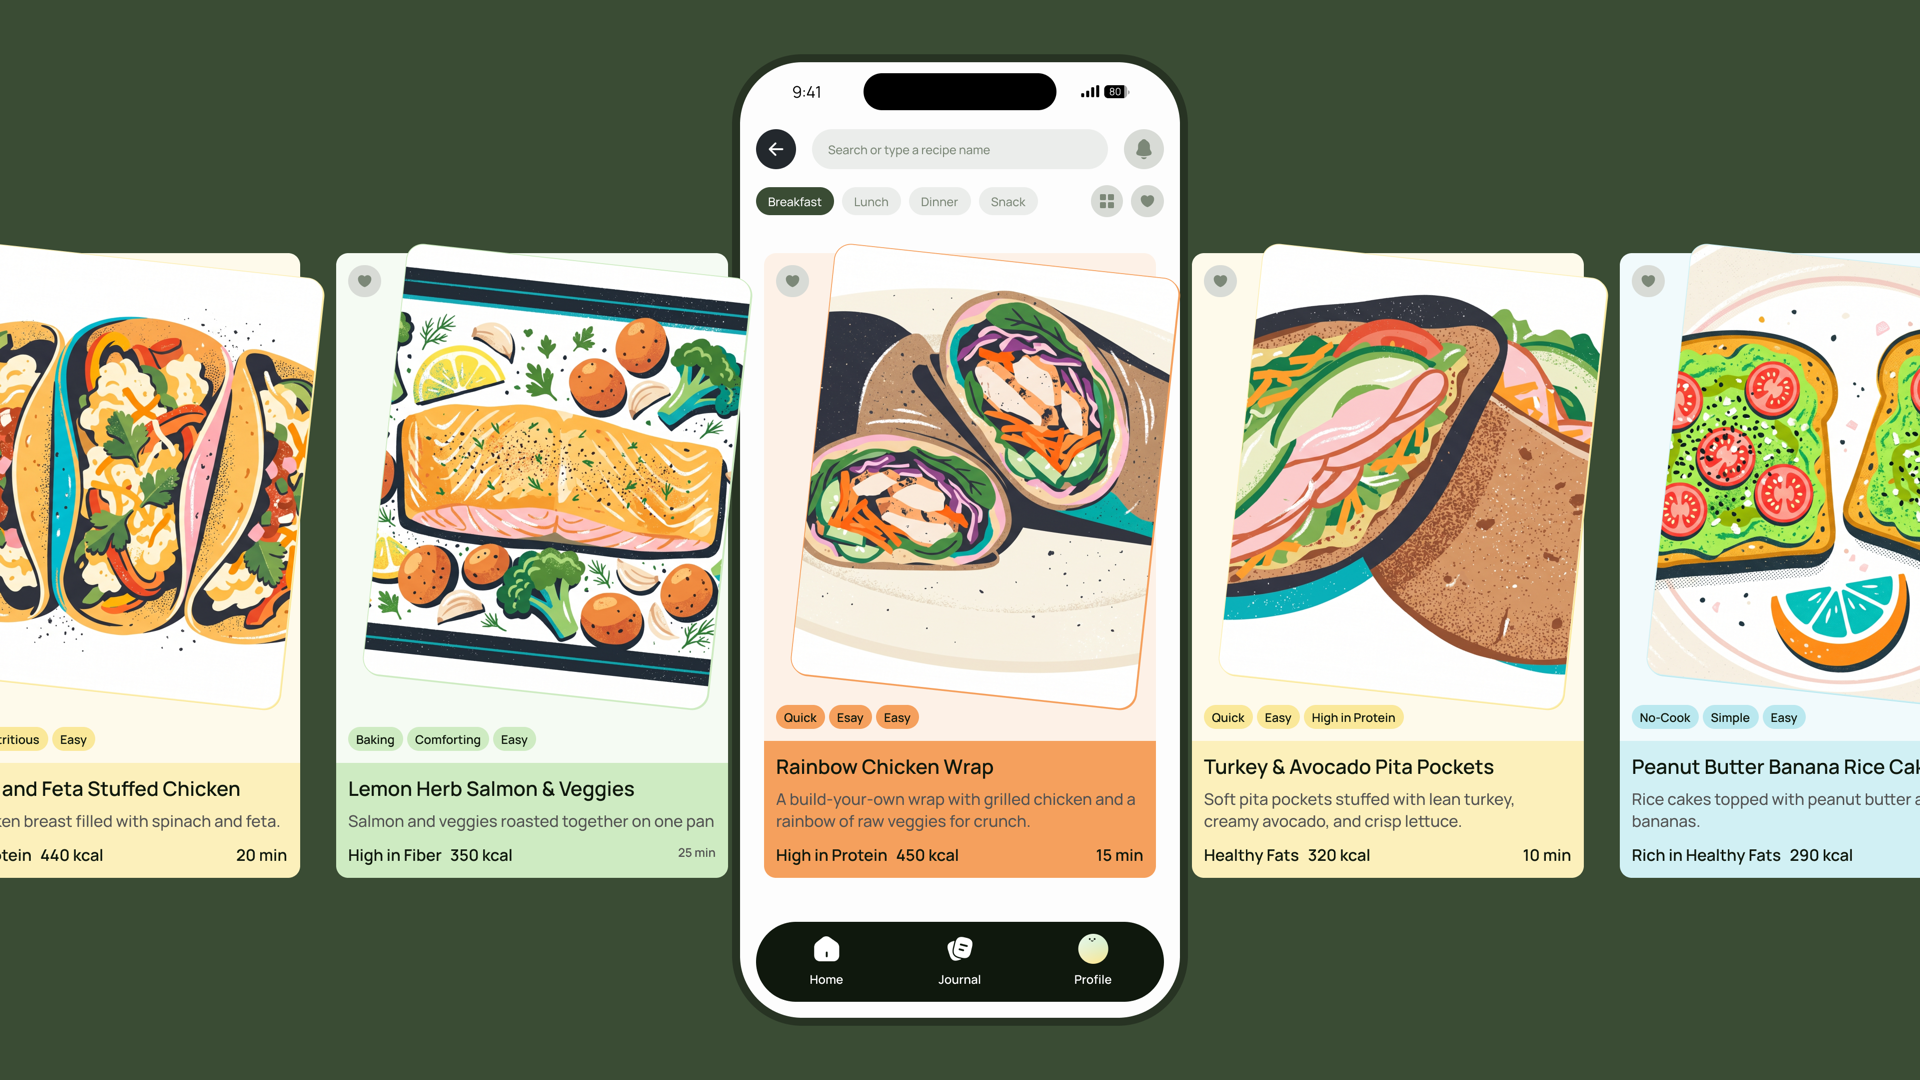 9:41
80
Search or type a recipe name
Breakfast Lunch Dinner Snack
Easy
and Feta Stuffed Chicken
breast filled with spinach and feta.
440 kcal 20 min
Baking Comforting Easy
Lemon Herb Salmon & Veggies
Salmon and veggies roasted together on one pan
High in Fiber 350 kcal 25 min
Quick Esay Easy
Rainbow Chicken Wrap
A build-your-own wrap with grilled chicken and a
rainbow of raw veggies for crunch.
High in Protein 450 kcal 15 min
Quick Easy High in Protein
Turkey & Avocado Pita Pockets
Soft pita pockets stuffed with lean turkey,
creamy avocado, and crisp lettuce.
Healthy Fats 320 kcal 10 min
No-Cook Simple Easy
Peanut Butter Banana Rice
Rice cakes topped with peanut butter
bananas.
Rich in Healthy Fats 290 kcal
Home Journal Profile